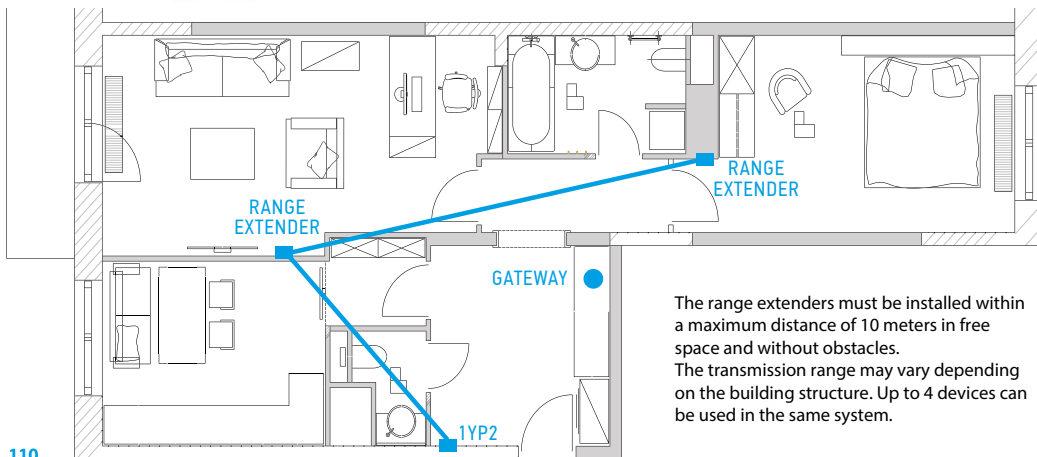 RANGE
EXTENDER
RANGE
EXTENDER
GATEWAY
The range extenders must be installed within
a maximum distance of 10 meters in free
space and without obstacles.
The transmission range may vary depending
on the building structure. Up to 4 devices can
be used in the same system.
1YP2
110